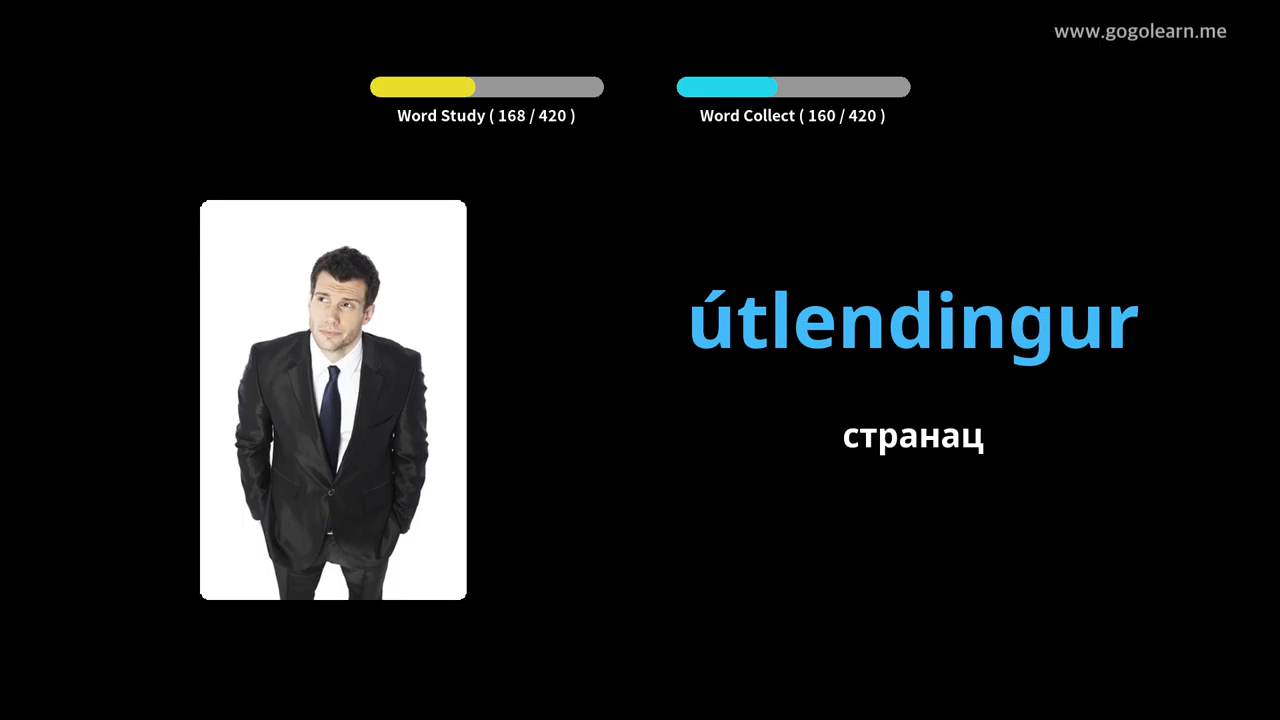 www.gogolearn.me
Word Study ( 168 / 420 )
Word Collect ( 160 / 420 )
útlendingur
странац